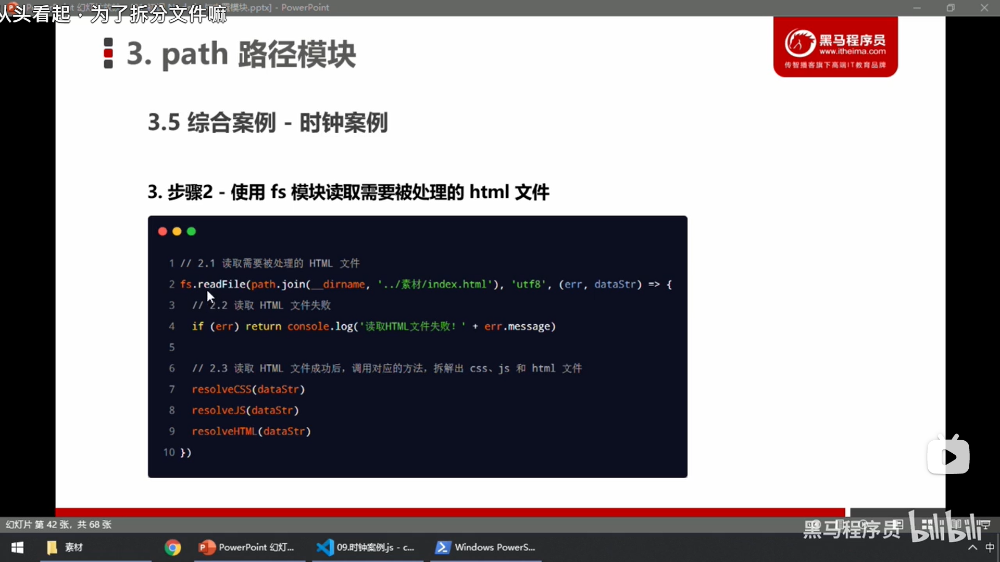 从头看起，为了拆分文件嘛
模块.pptx] - PowerPoint
3. path 路径模块
黑马程序员
www.itheima.com
传智播客旗下高端IT教育品牌
3.5 综合案例 - 时钟案例
3. 步骤2 - 使用 fs 模块读取需要被处理的 html 文件
1 // 2.1 读取需要被处理的 HTML 文件
2 fs.readFile(path.join(__dirname, '../素材/index.html'), 'utf8', (err, dataStr) => {
3 // 2.2 读取 HTML 文件失败
4 if (err) return console.log('读取HTML文件失败！' + err.message)
5
6 // 2.3 读取 HTML 文件成功后，调用对应的方法，拆解出 css、js 和 html 文件
7 resolveCSS(dataStr)
8 resolveJS(dataStr)
9 resolveHTML(dataStr)
10 })
幻灯片 第 42 张，共 68 张
黑马程序员 bilibili
素材
PowerPoint 幻灯...
09.时钟案例.js - c...
Windows PowerS...
中